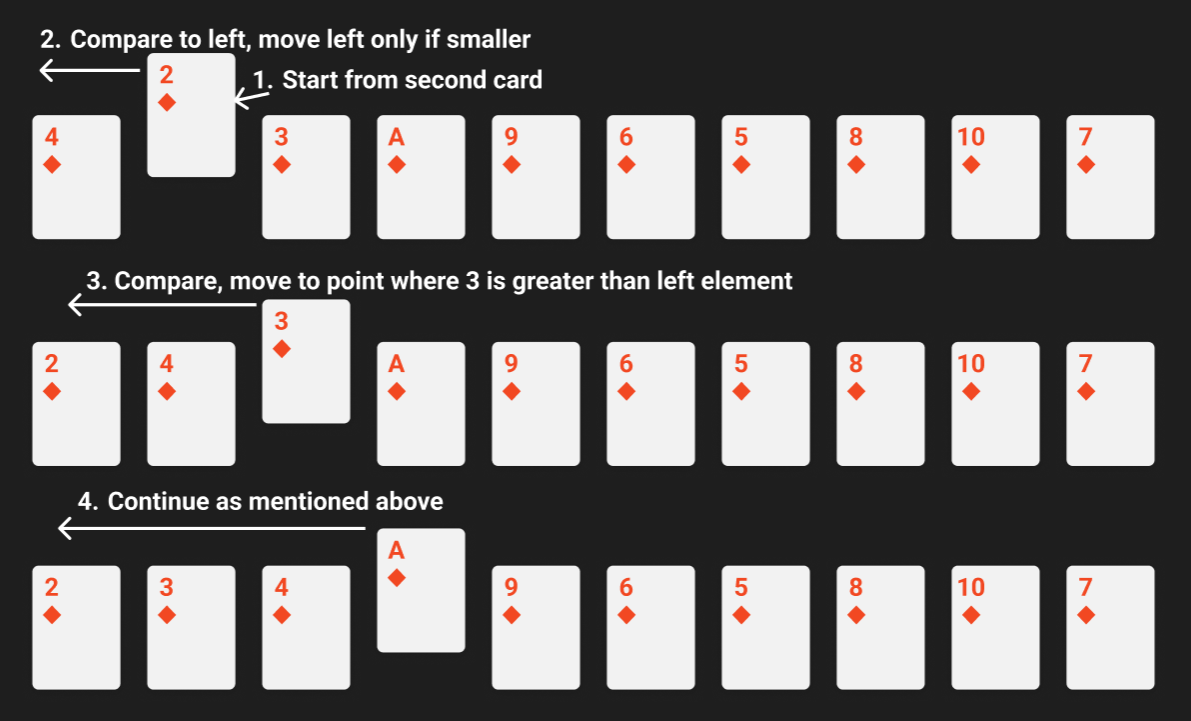 2. Compare to left, move left only if smaller
1. Start from second card
4 2 3 A 9 6 5 8 10 7
3. Compare, move to point where 3 is greater than left element
2 4 3 A 9 6 5 8 10 7
4. Continue as mentioned above
2 3 4 A 9 6 5 8 10 7